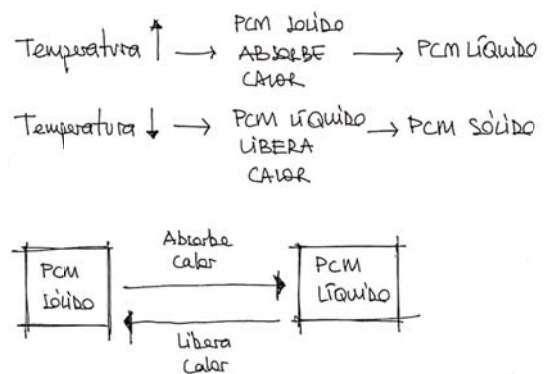 Temperatura ↑ → PCM SÓLIDO ABSORBE CALOR → PCM LÍQUIDO
Temperatura ↓ → PCM LÍQUIDO LIBERA CALOR → PCM SÓLIDO
Absorbe
Calor
PCM
SÓLIDO
PCM
LÍQUIDO
Libera
Calor